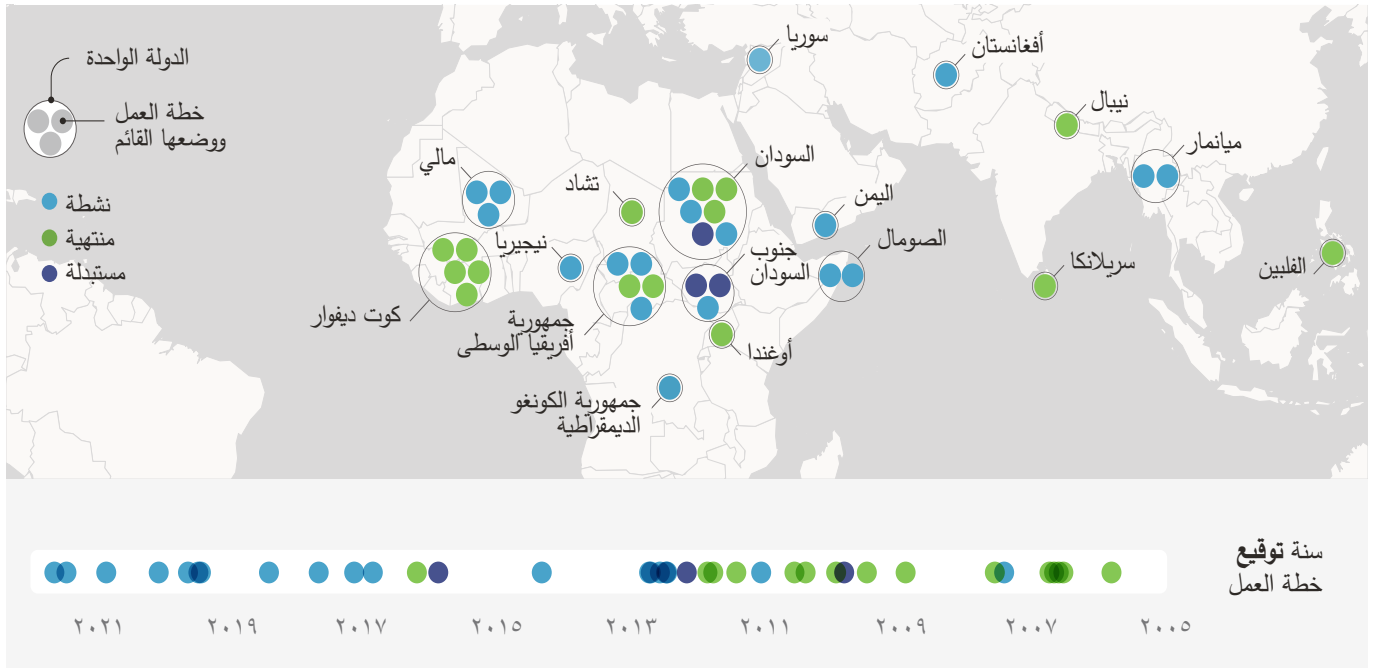 الدولة الواحدة
خطة العمل
ووضعها القائم
نشطة
منتهية
مستبدلة
سوريا
أفغانستان
نيبال
ميانمار
السودان
مالي
تشاد
اليمن
نيجيريا
جنوب
السودان
الصومال
سريلانكا
الفلبين
كوت ديفوار
جمهورية
أفريقيا الوسطى
أوغندا
جمهورية الكونغو
الديمقراطية
سنة توقيع
خطة العمل
٢٠٠٥
٢٠٠٧
٢٠٠٩
٢٠١١
٢٠١٣
٢٠١٥
٢٠١٧
٢٠١٩
٢٠٢١